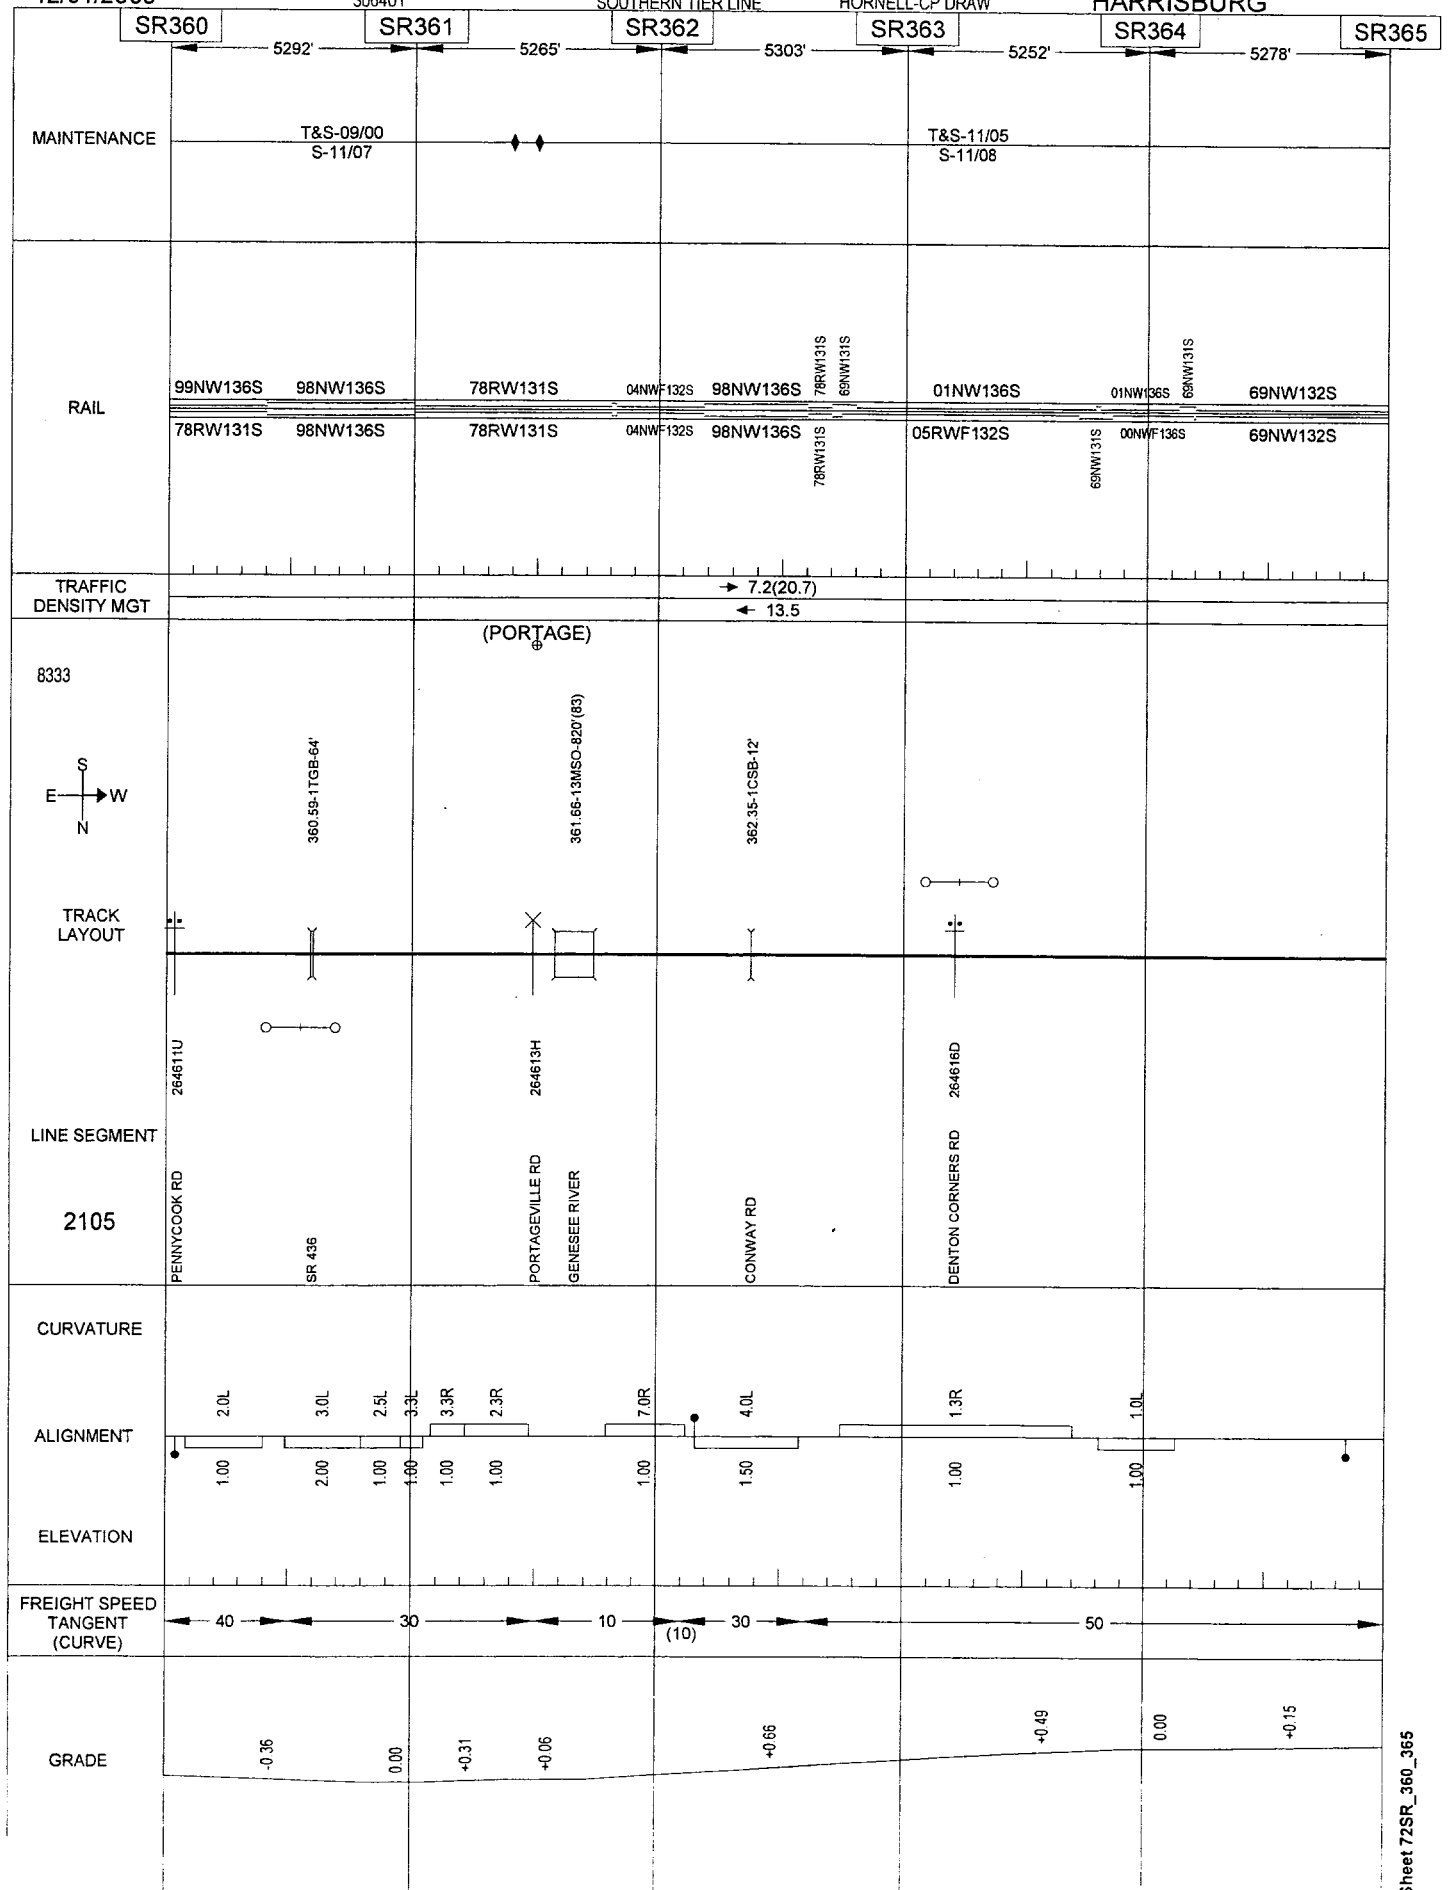 SOUTHERN TIER LINE HORNELL-CP DRAW HARRISBURG
SR360 SR361 SR362 SR363 SR364 SR365
5292' 5265' 5303' 5252' 5278'
MAINTENANCE
T&S-09/00 T&S-11/05
S-11/07 S-11/08
RAIL
78RW131S 69NW131S 69NW131S
99NW136S 98NW136S 78RW131S 04NWF132S 98NW136S 01NW136S 01NW136S 69NW132S
78RW131S 98NW136S 78RW131S 04NWF132S 98NW136S 05RWF132S 00NWF136S 69NW132S
78RW131S 69NW131S
TRAFFIC
DENSITY MGT
7.2(20.7)
13.5
(PORTAGE)
8333
S
E W
N
360.59-1TGB-64'
361.66-13MSO-820'(83)
362.35-1CSB-12'
TRACK
LAYOUT
264611U
264613H
264616D
LINE SEGMENT
2105
PENNYCOOK RD
SR 436
PORTAGEVILLE RD
GENESEE RIVER
CONWAY RD
DENTON CORNERS RD
CURVATURE
2.0L 3.0L 2.5L 3.3L 3.3R 2.3R 7.0R 4.0L 1.3R 1.0L
ALIGNMENT
1.00 2.00 1.00 1.00 1.00 1.00 1.00 1.50 1.00 1.00
ELEVATION
FREIGHT SPEED
TANGENT
(CURVE)
40 30 10 (10) 30 50
GRADE
-0.36 0.00 +0.31 +0.06 +0.66 +0.49 0.00 +0.15
Sheet 72SR_360_365